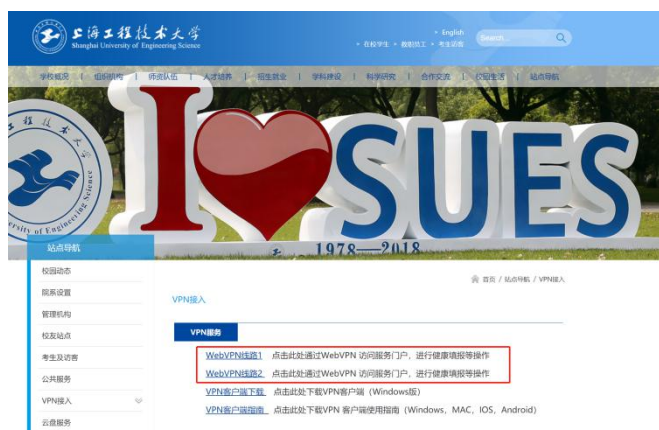 上海工程技术大学
Shanghai University of Engineering Science
• English
• 在校学生 • 教职员工 • 考生访客
Search...
学校概况 | 组织机构 | 师资队伍 | 人才培养 | 招生就业 | 学科建设 | 科学研究 | 合作交流 | 校园生活 | 站点导航
I SUES
1978—2018
站点导航
校园动态
院系设置
管理机构
校友站点
考生及访客
公共服务
VPN接入
云盘服务
首页 / 站点导航 / VPN接入
VPN接入
VPN服务
WebVPN线路1 点击此处通过WebVPN 访问服务门户，进行健康填报等操作
WebVPN线路2 点击此处通过WebVPN 访问服务门户，进行健康填报等操作
VPN客户端下载 点击此处下载VPN客户端（Windows版）
VPN客户端指南 点击此处下载VPN 客户端使用指南（Windows、MAC、IOS、Android）